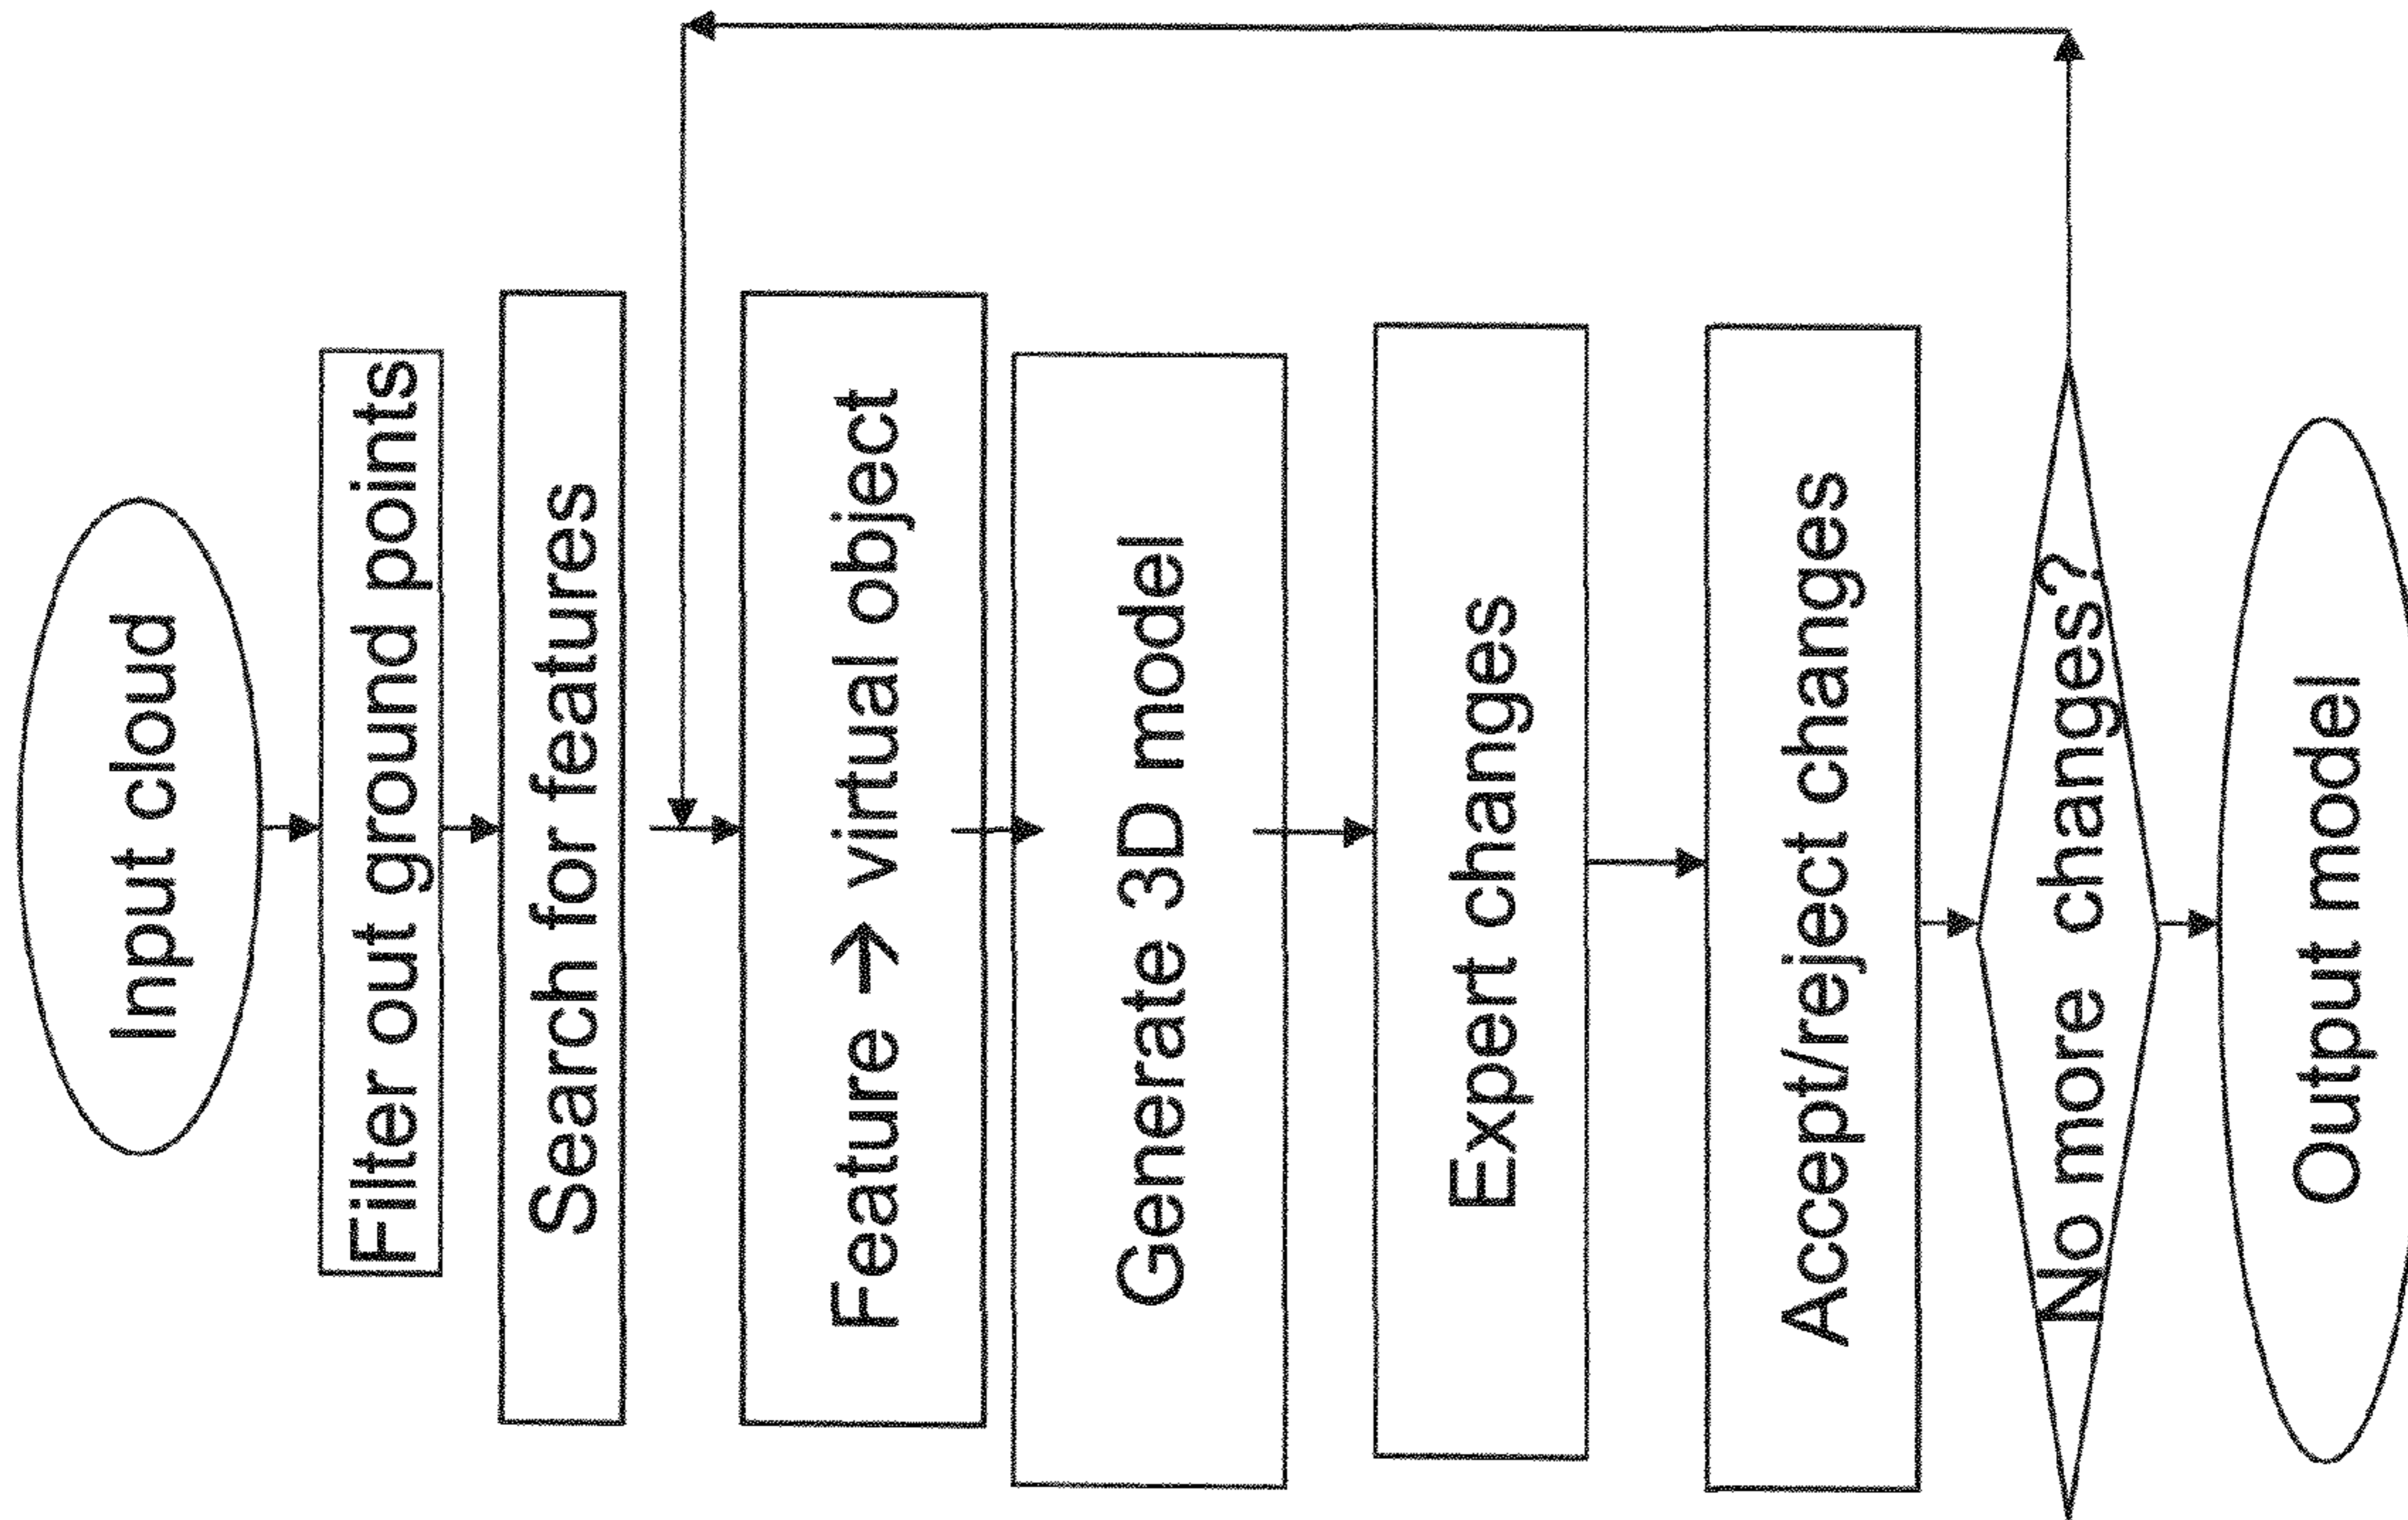 Input cloud
Filter out ground points
Search for features
Feature → virtual object
Generate 3D model
Expert changes
Accept/reject changes
No more changes?
Output model